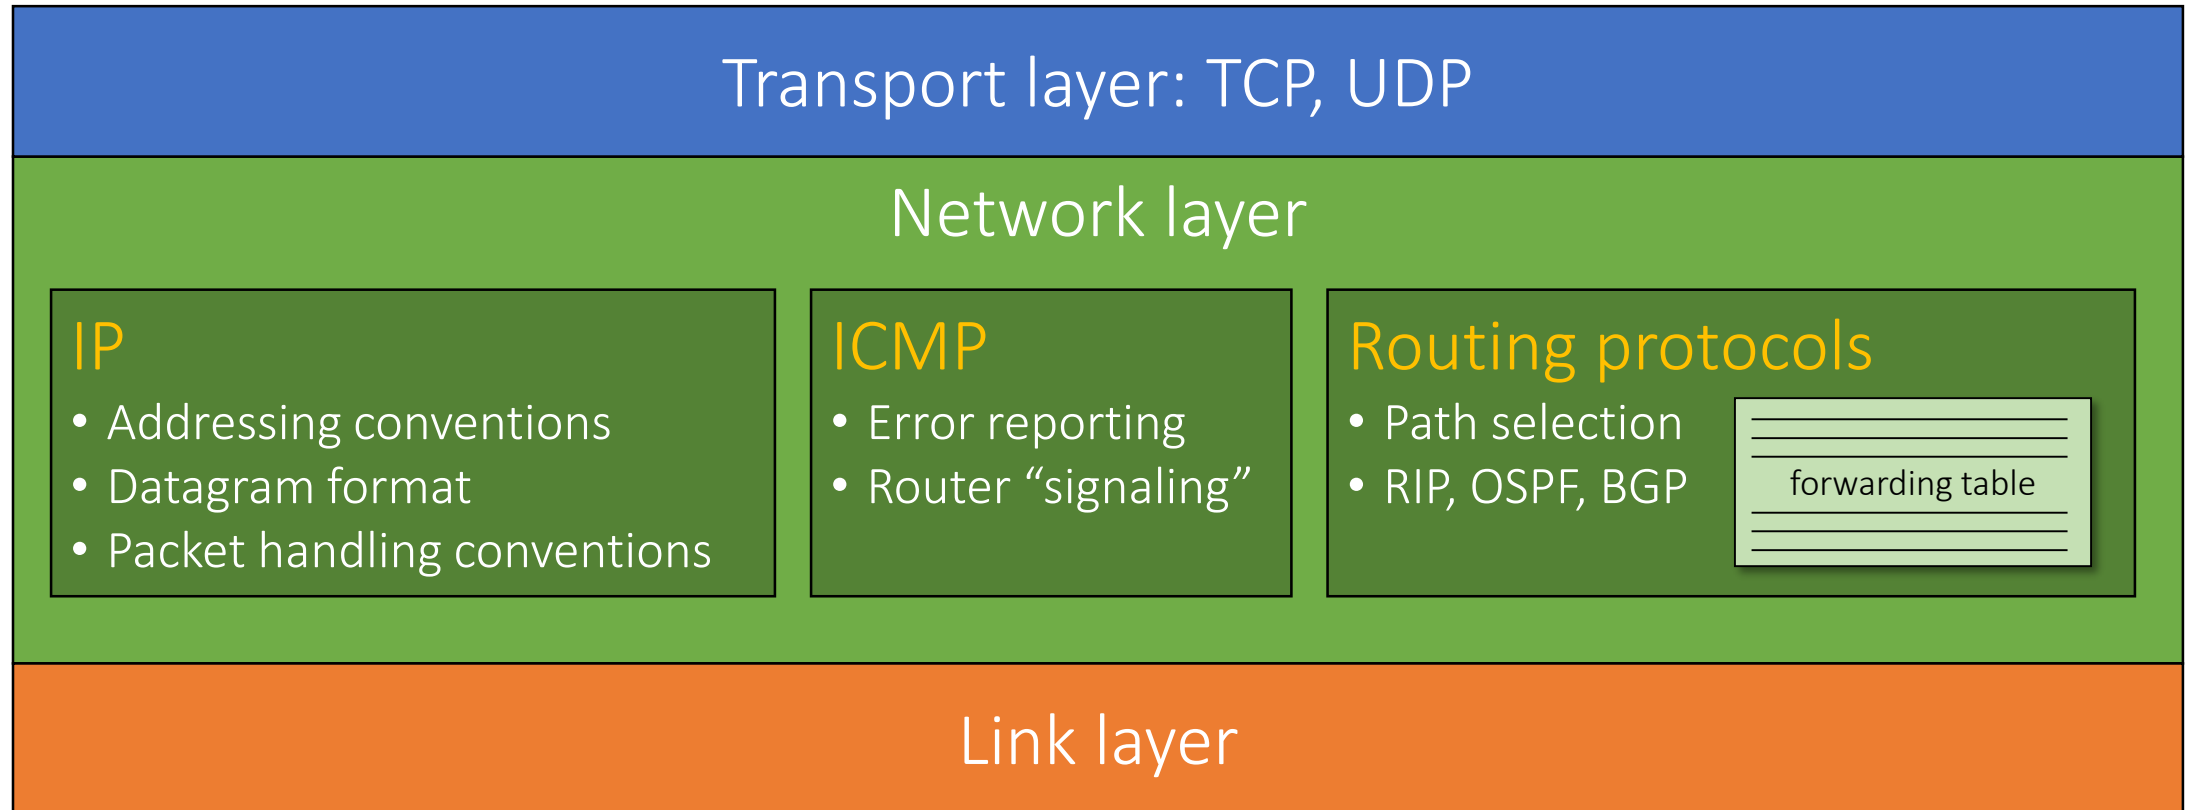 Transport layer: TCP, UDP
Network layer
IP
• Addressing conventions
• Datagram format
• Packet handling conventions
ICMP
• Error reporting
• Router “signaling”
Routing protocols
• Path selection
• RIP, OSPF, BGP
forwarding table
Link layer